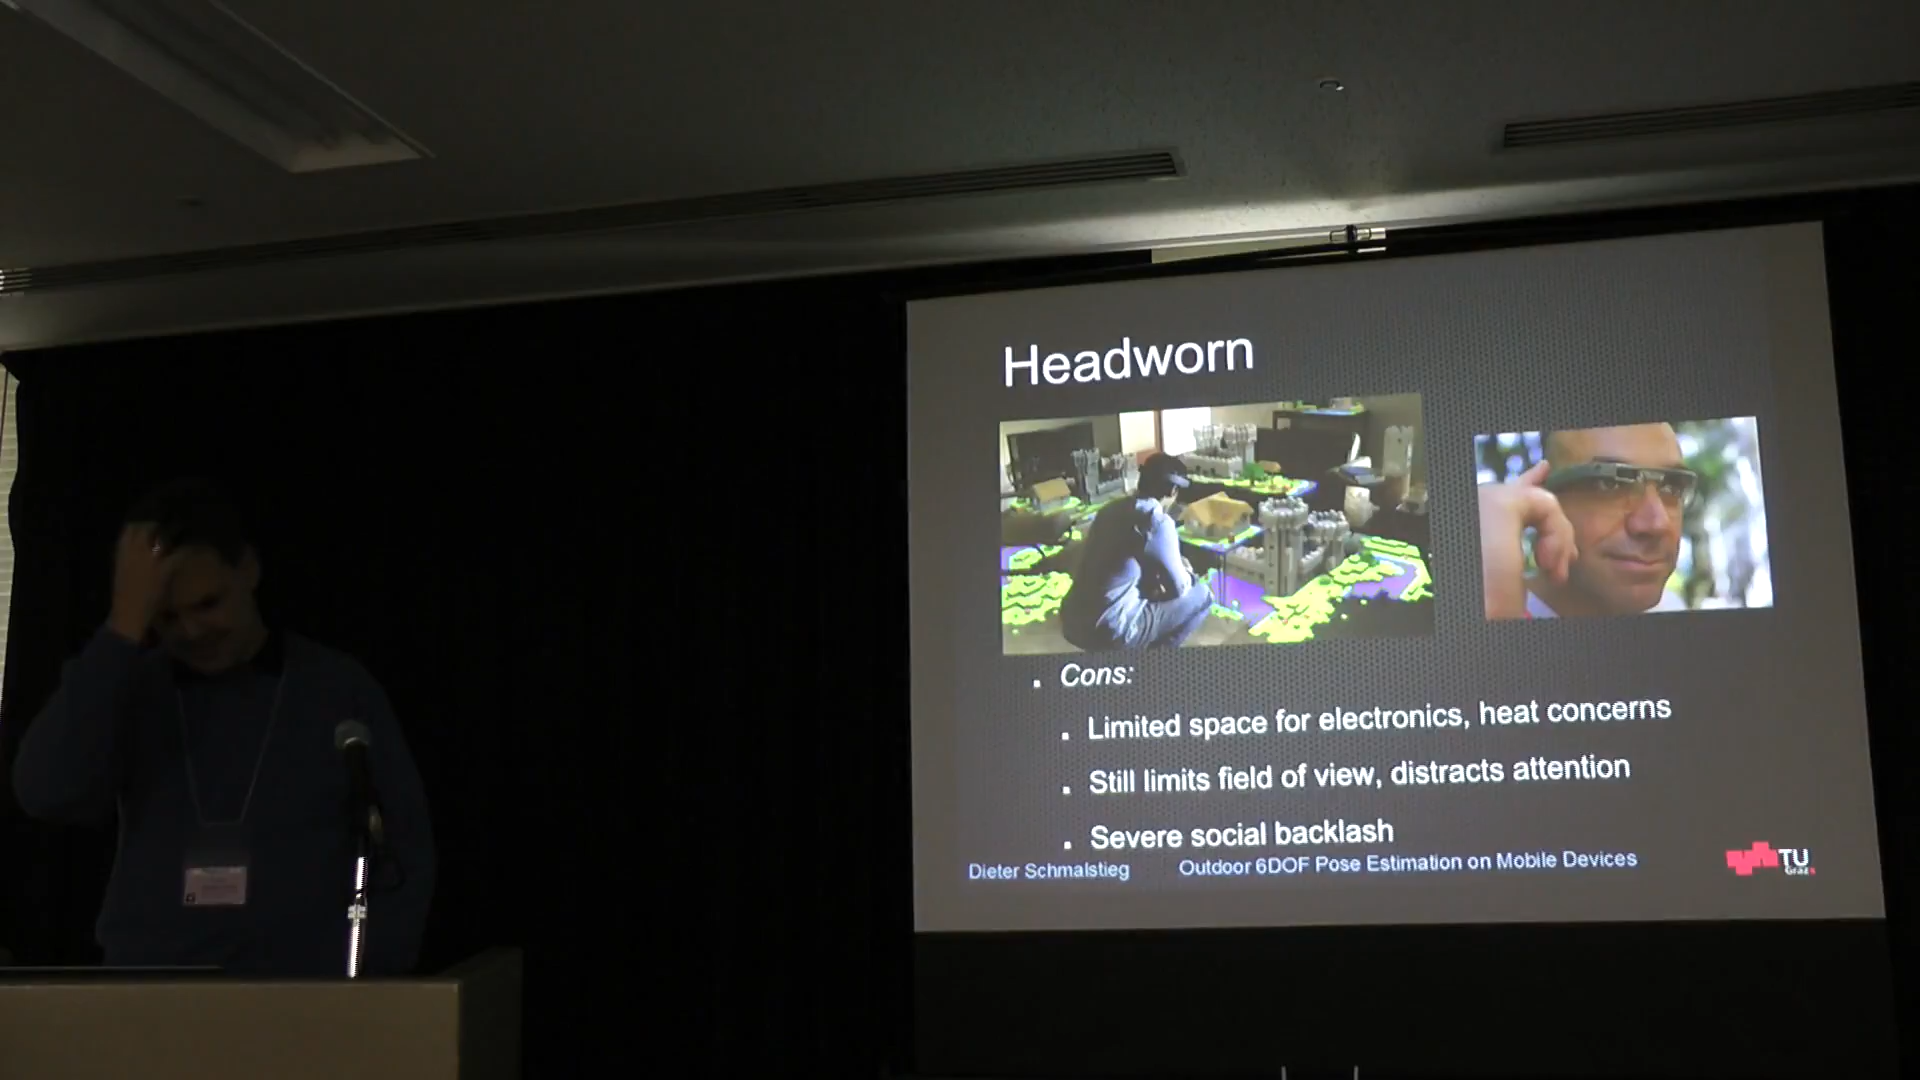 Headworn
Cons:
Limited space for electronics, heat concerns
Still limits field of view, distracts attention
Severe social backlash
Dieter Schmalstieg Outdoor 6DOF Pose Estimation on Mobile Devices
TU
Graz